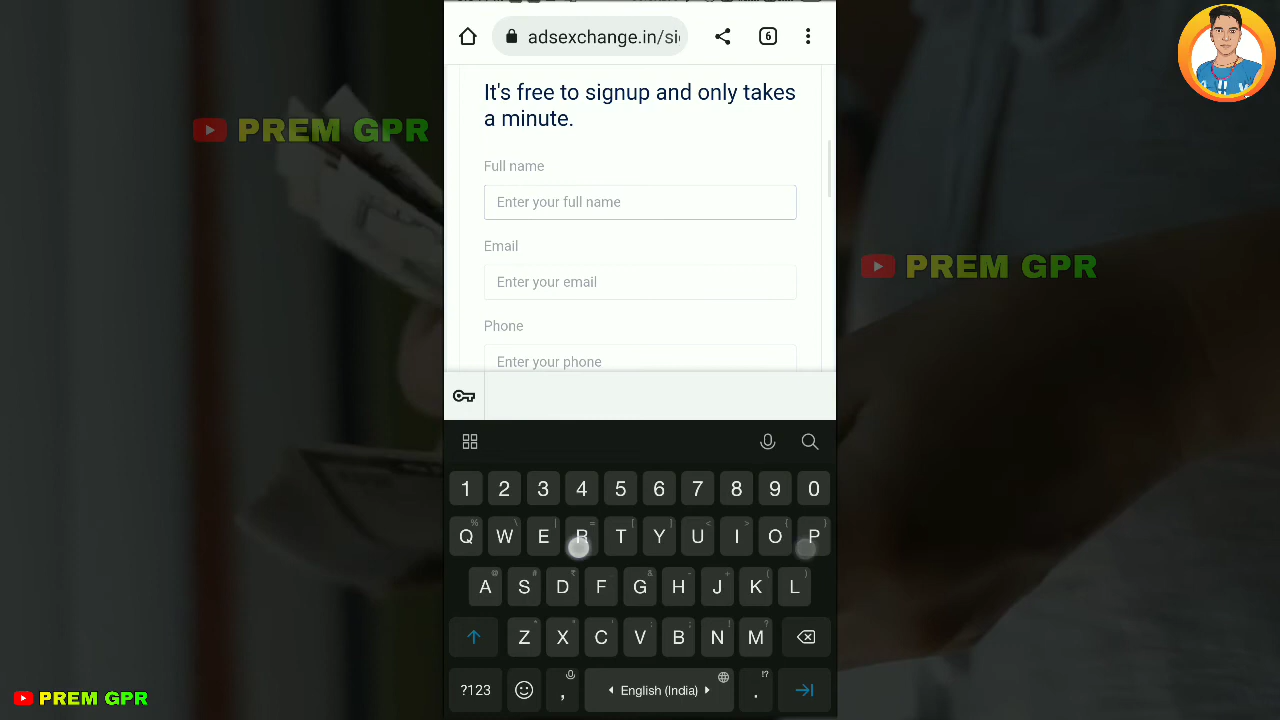 adsexchange.in/si
6
It's free to signup and only takes
a minute.
Full name
Enter your full name
Email
Enter your email
Phone
Enter your phone
PREM GPR
PREM GPR
1 2 3 4 5 6 7 8 9 0
Q W E R T Y U I O P
A S D F G H J K L
Z X C V B N M
?123 , English (India) .
PREM GPR